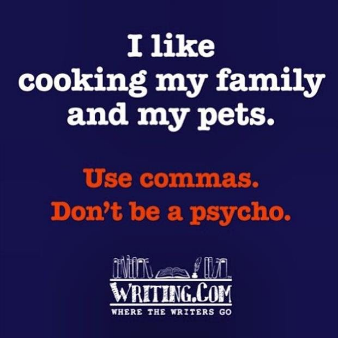 I like
cooking my family
and my pets.
Use commas.
Don't be a psycho.
WRITING.COM
WHERE THE WRITERS GO